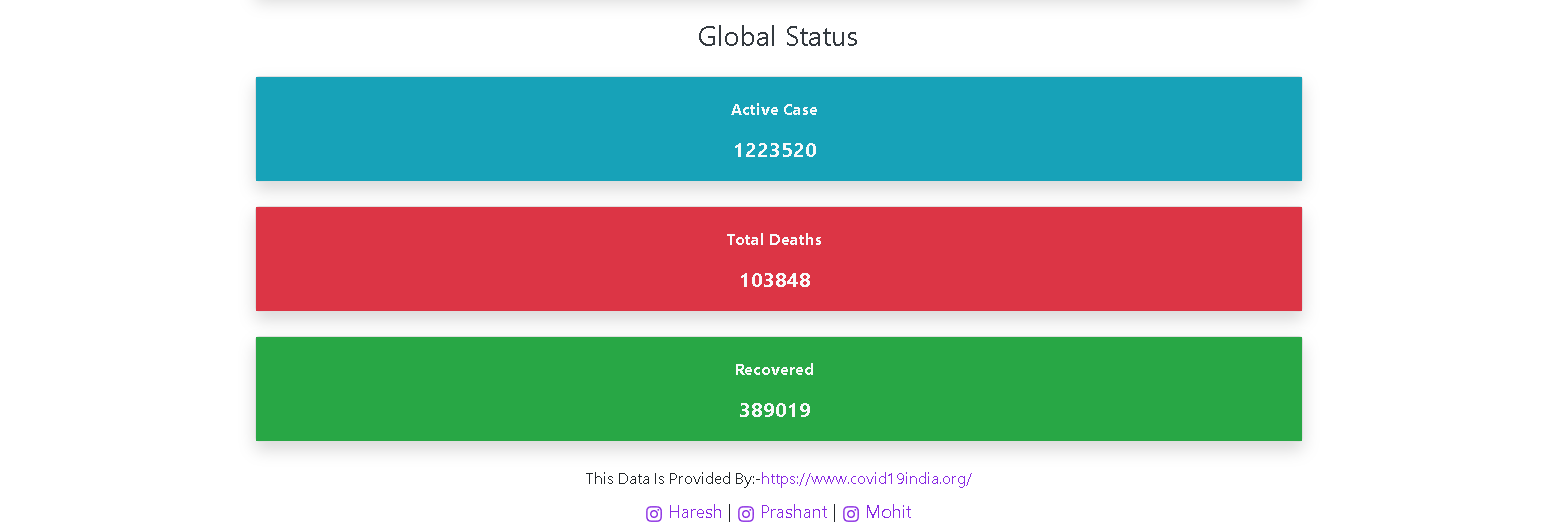 Global Status
Active Case
1223520
Total Deaths
103848
Recovered
389019
This Data Is Provided By:-https://www.covid19india.org/
Haresh | Prashant | Mohit